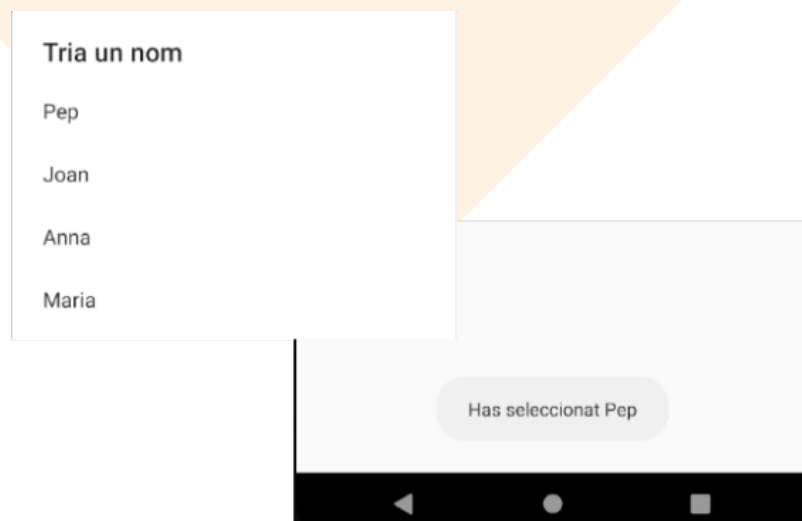 Tria un nom
Pep
Joan
Anna
Maria
Has seleccionat Pep